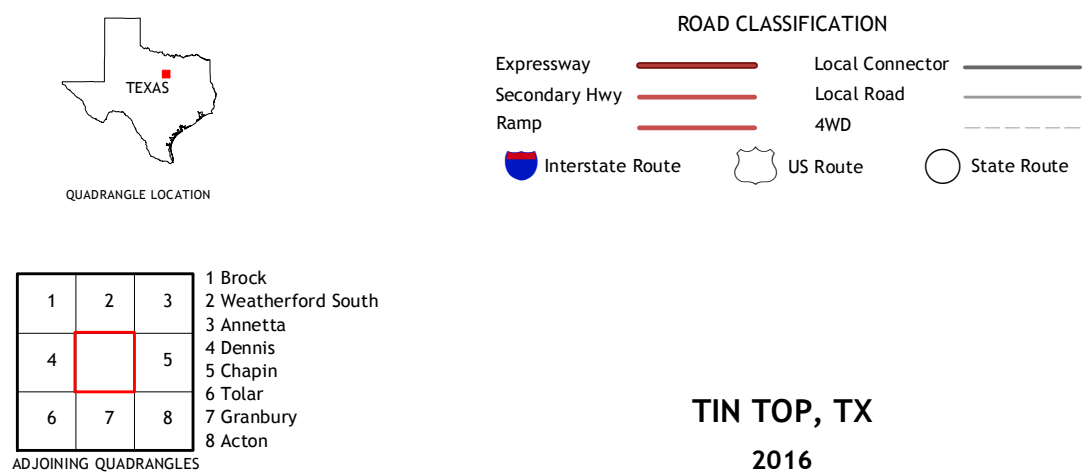 TEXAS
QUADRANGLE LOCATION
ROAD CLASSIFICATION
Expressway
Secondary Hwy
Ramp
Local Connector
Local Road
4WD
Interstate Route
US Route
State Route
1 2 3
4 5
6 7 8
1 Brock
2 Weatherford South
3 Annetta
4 Dennis
5 Chapin
6 Tolar
7 Granbury
8 Acton
ADJOINING QUADRANGLES
TIN TOP, TX
2016